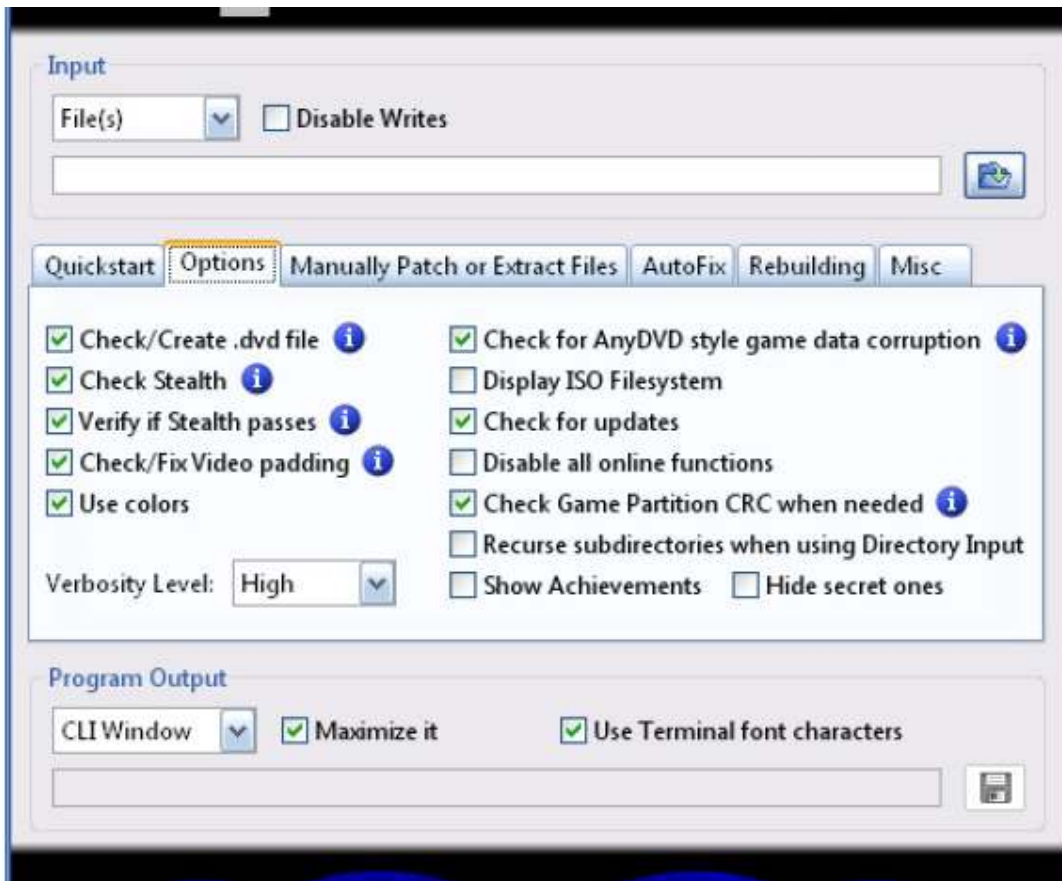 Input
File(s) Disable Writes
Quickstart Options Manually Patch or Extract Files AutoFix Rebuilding Misc
Check/Create .dvd file Check for AnyDVD style game data corruption
Check Stealth Display ISO Filesystem
Verify if Stealth passes Check for updates
Check/Fix Video padding Disable all online functions
Use colors Check Game Partition CRC when needed
Recurse subdirectories when using Directory Input
Verbosity Level: High Show Achievements Hide secret ones
Program Output
CLI Window Maximize it Use Terminal font characters